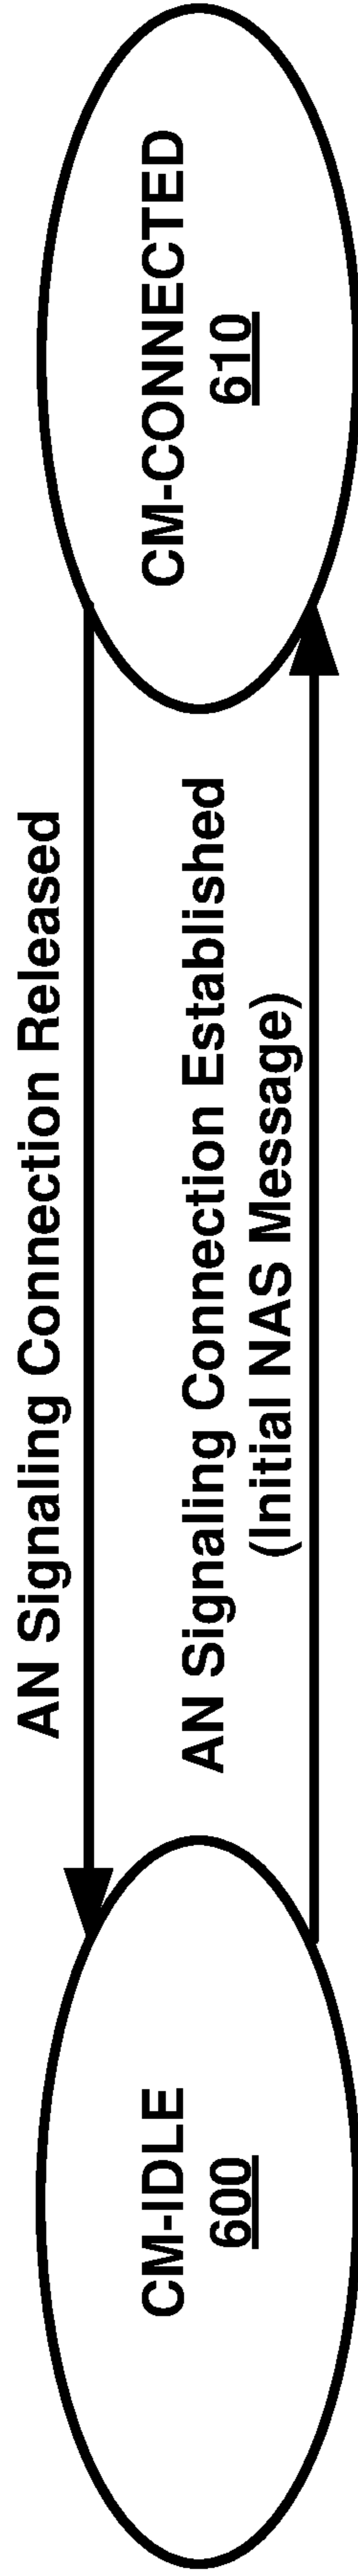 AN Signaling Connection Released
CM-IDLE
600
AN Signaling Connection Established
(Initial NAS Message)
CM-CONNECTED
610